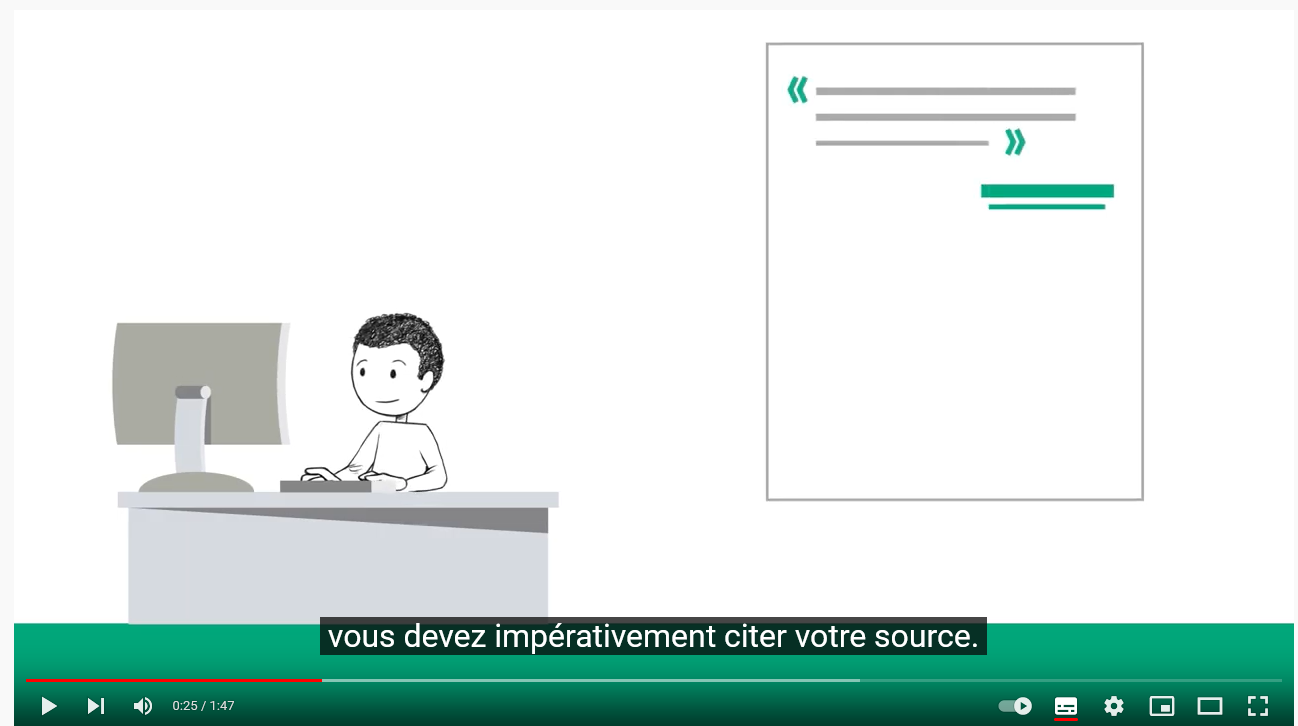 « »
vous devez impérativement citer votre source.
0:25 / 1:47